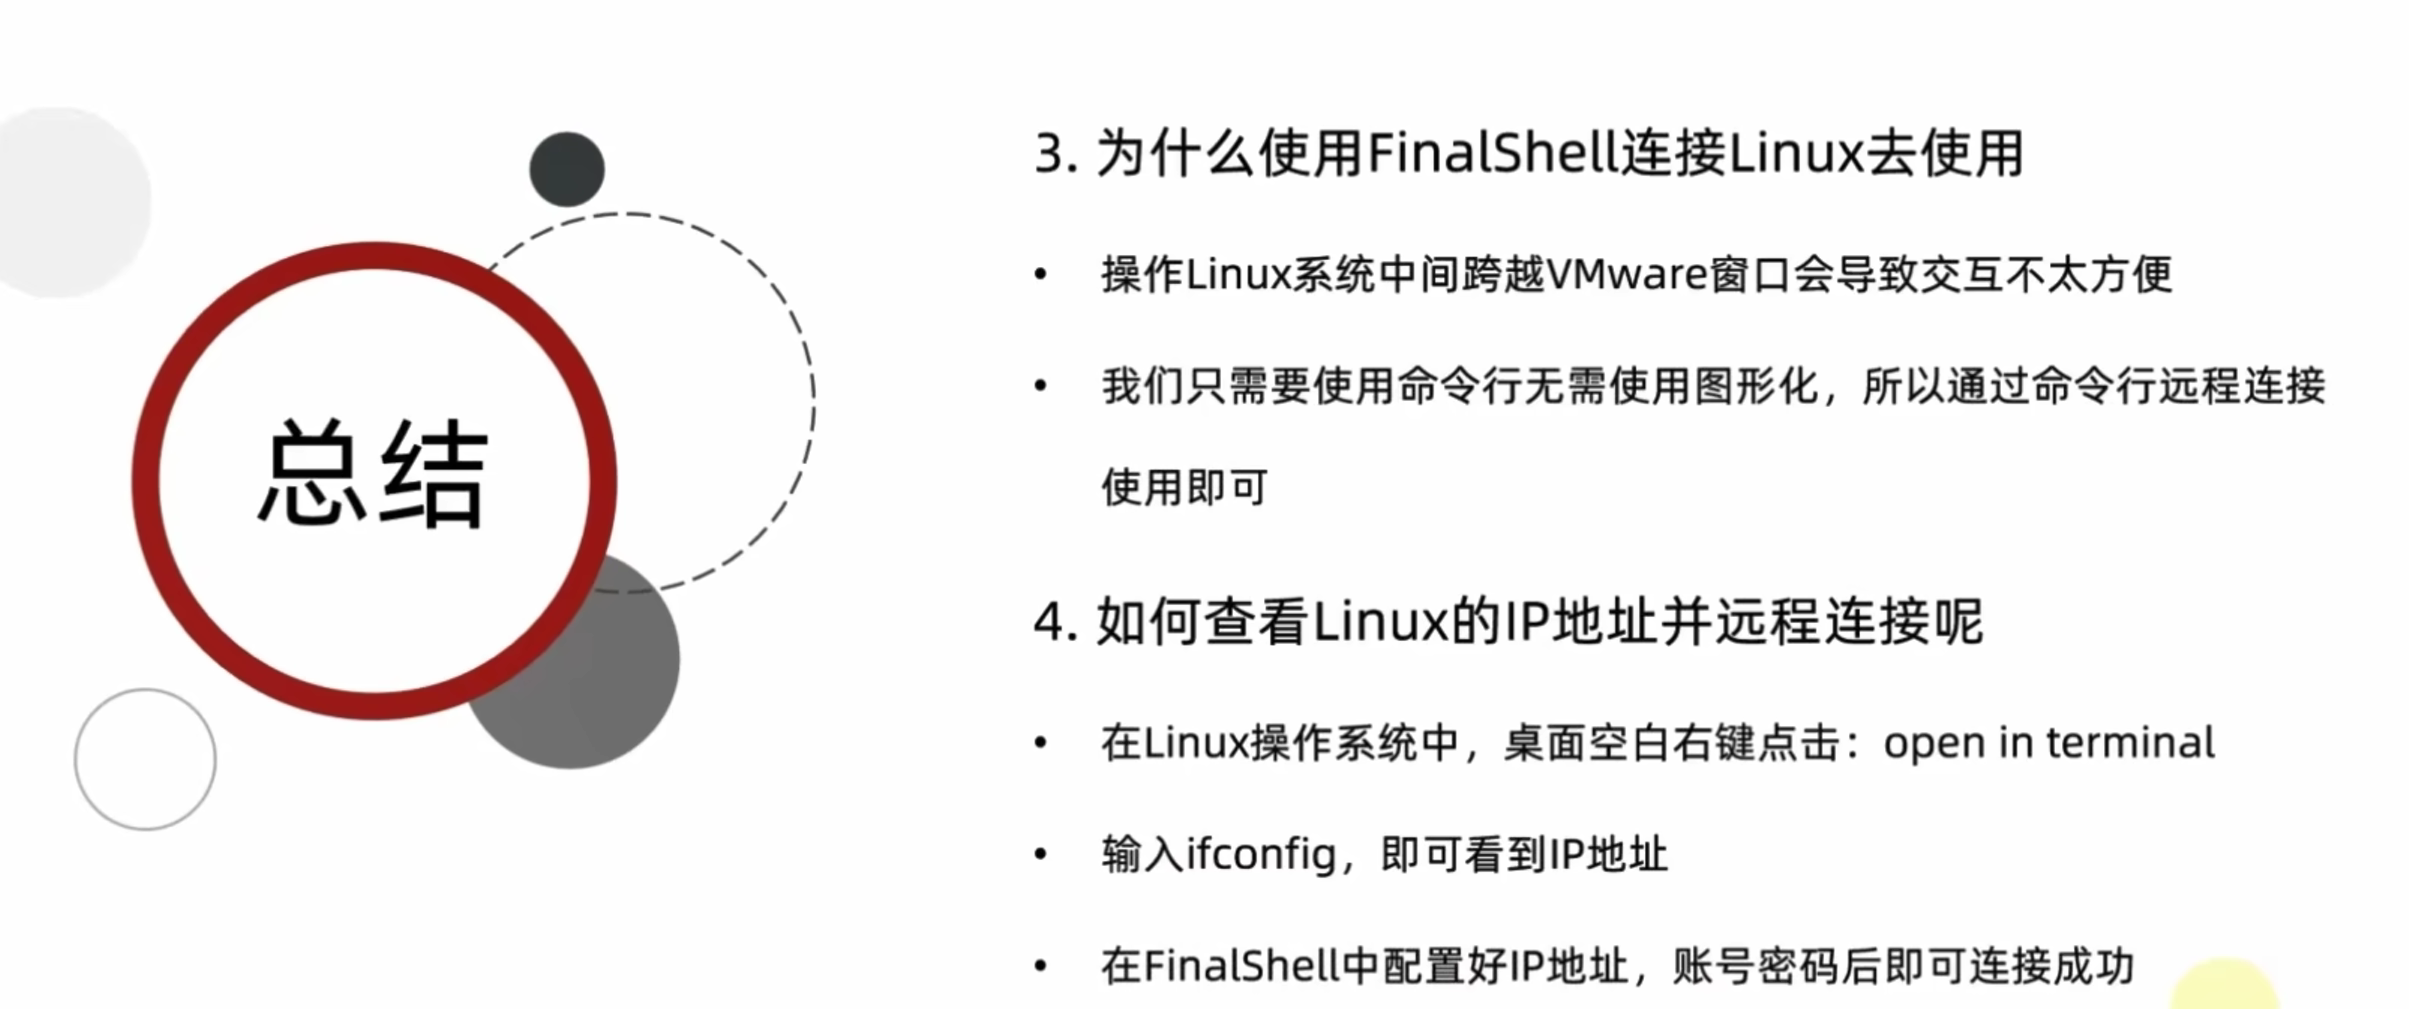 总结
3. 为什么使用FinalShell连接Linux去使用
• 操作Linux系统中间跨越VMware窗口会导致交互不太方便
• 我们只需要使用命令行无需使用图形化，所以通过命令行远程连接
使用即可
4. 如何查看Linux的IP地址并远程连接呢
• 在Linux操作系统中，桌面空白右键点击：open in terminal
• 输入ifconfig，即可看到IP地址
• 在FinalShell中配置好IP地址，账号密码后即可连接成功